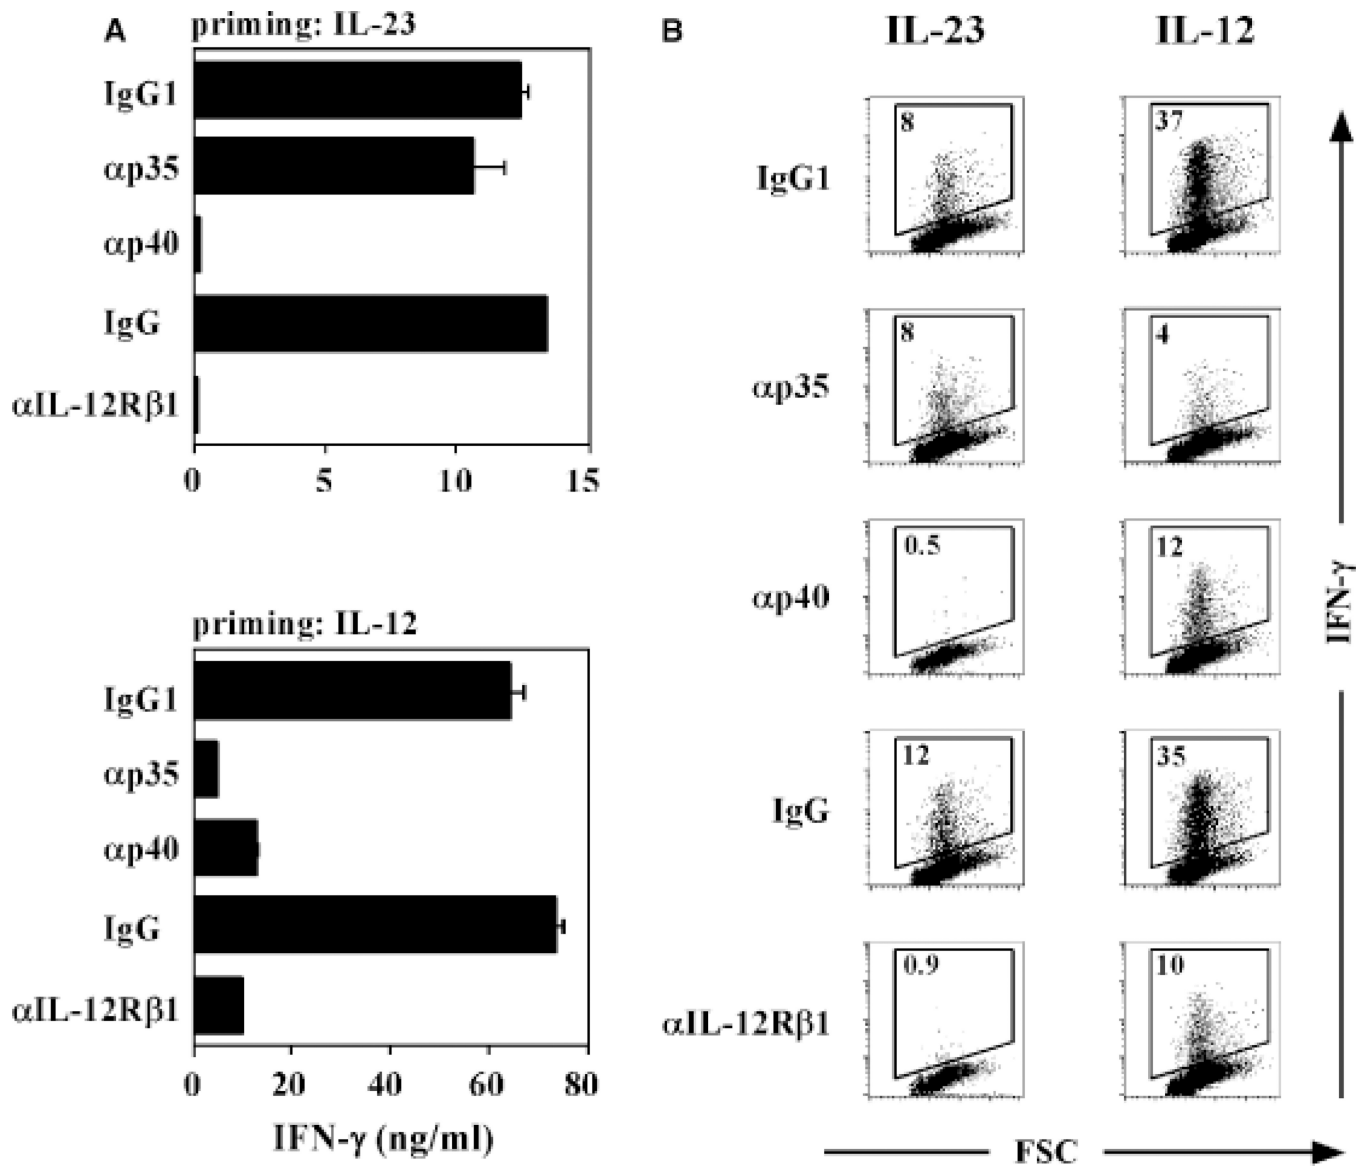 A
priming: IL-23
IgG1
αp35
αp40
IgG
αIL-12Rβ1
0 5 10 15
priming: IL-12
IgG1
αp35
αp40
IgG
αIL-12Rβ1
0 20 40 60 80
IFN-γ (ng/ml)
B
IL-23 IL-12
IgG1 8 37
αp35 8 4
αp40 0.5 12
IgG 12 35
αIL-12Rβ1 0.9 10
IFN-γ
FSC